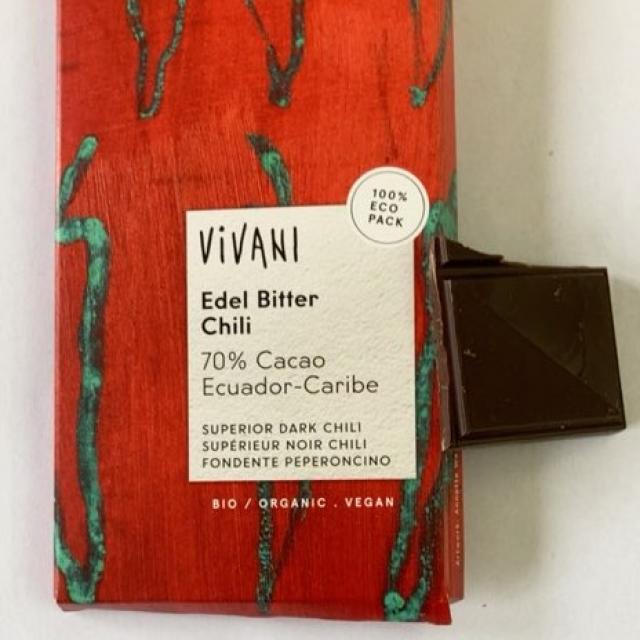 100%
ECO
PACK
ViVANI
Edel Bitter
Chili
70% Cacao
Ecuador-Caribe
SUPERIOR DARK CHILI
SUPÉRIEUR NOIR CHILI
FONDENTE PEPERONCINO
BIO / ORGANIC . VEGAN